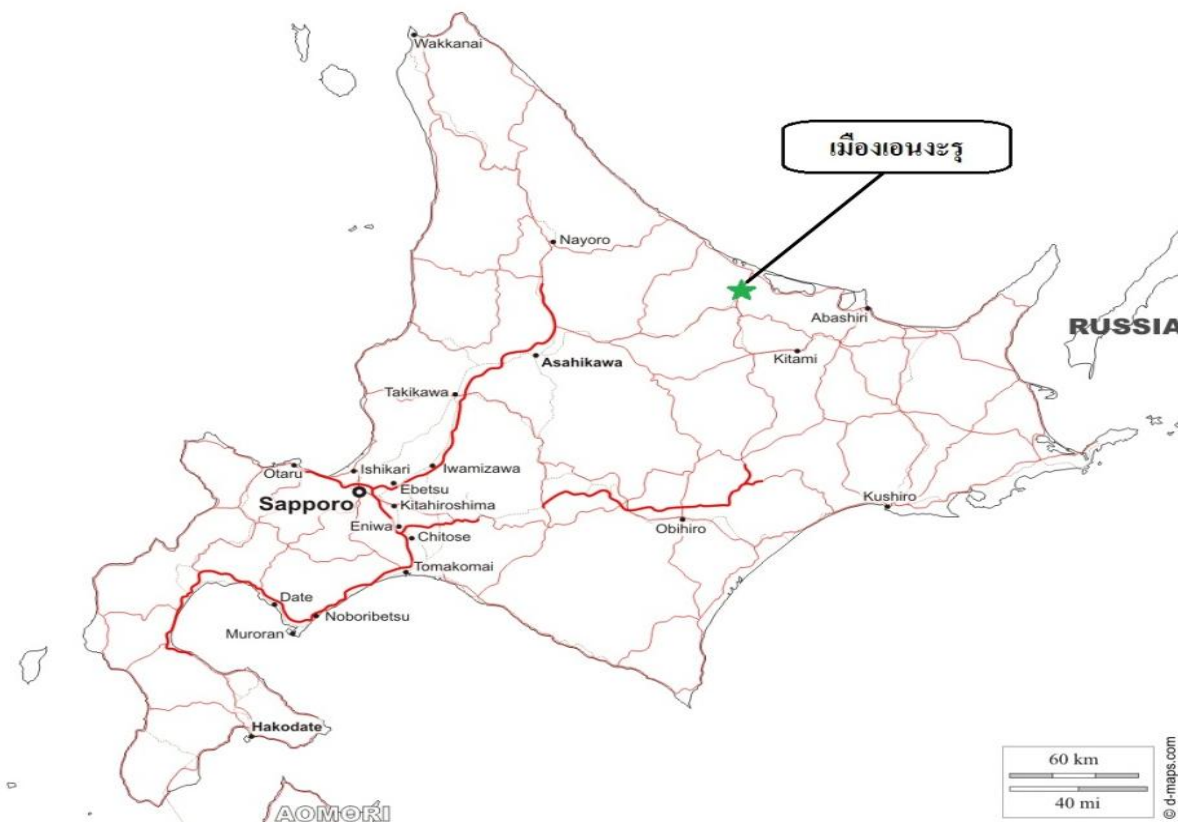 Wakkanai
เมืองเอนงะรุ
Nayoro
Abashiri
RUSSIA
Kitami
Asahikawa
Takikawa
Otaru
Ishikari
Iwamizawa
Ebetsu
Sapporo
Kitahiroshima
Kushiro
Eniwa
Obihiro
Chitose
Tomakomai
Date
Noboribetsu
Muroran
Hakodate
60 km
40 mi
AOMORI
© d-maps.com